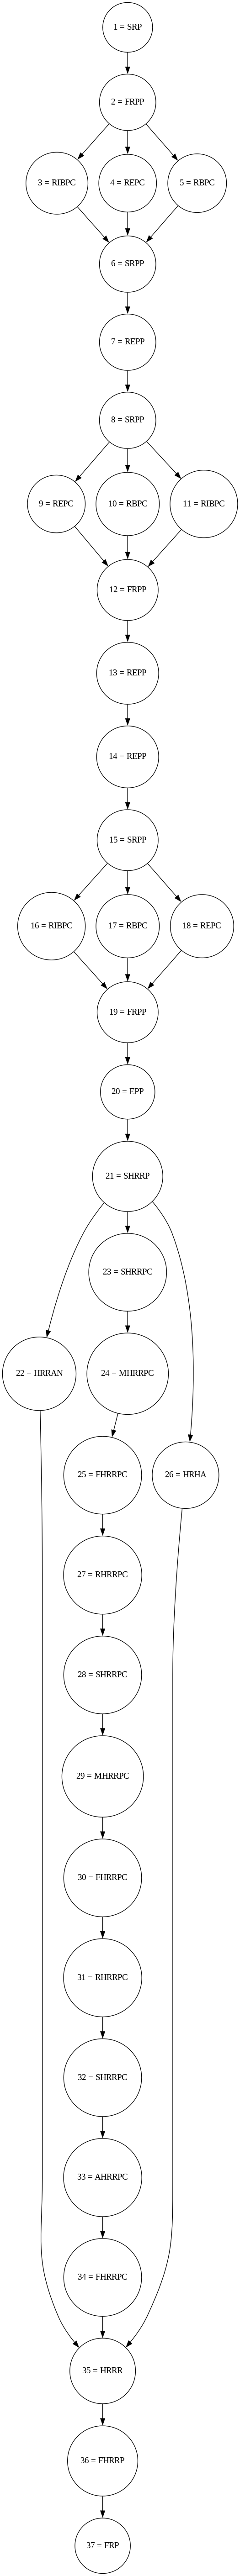 1 = SRP
2 = FRPP
3 = RIBPC
4 = REPC
5 = RBPC
6 = SRPP
7 = REPP
8 = SRPP
9 = REPC
10 = RBPC
11 = RIBPC
12 = FRPP
13 = REPP
14 = REPP
15 = SRPP
16 = RIBPC
17 = RBPC
18 = REPC
19 = FRPP
20 = EPP
21 = SHRRP
23 = SHRRPC
22 = HRRAN
24 = MHRRPC
25 = FHRRPC
26 = HRHA
27 = RHRRPC
28 = SHRRPC
29 = MHRRPC
30 = FHRRPC
31 = RHRRPC
32 = SHRRPC
33 = AHRRPC
34 = FHRRPC
35 = HRRR
36 = FHRRP
37 = FRP